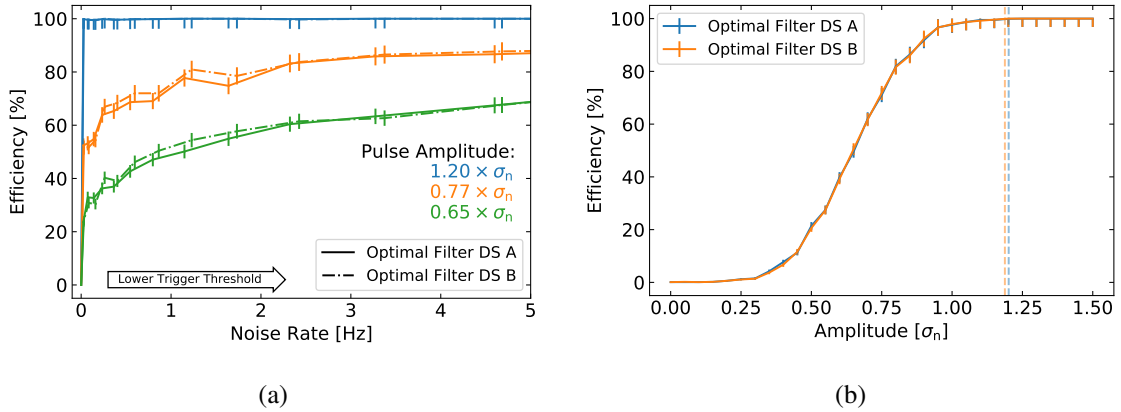 100
80
60
40
20
0
Efficiency [%]
Pulse Amplitude:
1.20 × σn
0.77 × σn
0.65 × σn
Optimal Filter DS A
Optimal Filter DS B
Lower Trigger Threshold
0 1 2 3 4 5
Noise Rate [Hz]
(a)
100
80
60
40
20
0
Efficiency [%]
Optimal Filter DS A
Optimal Filter DS B
0.00 0.25 0.50 0.75 1.00 1.25 1.50
Amplitude [σn]
(b)